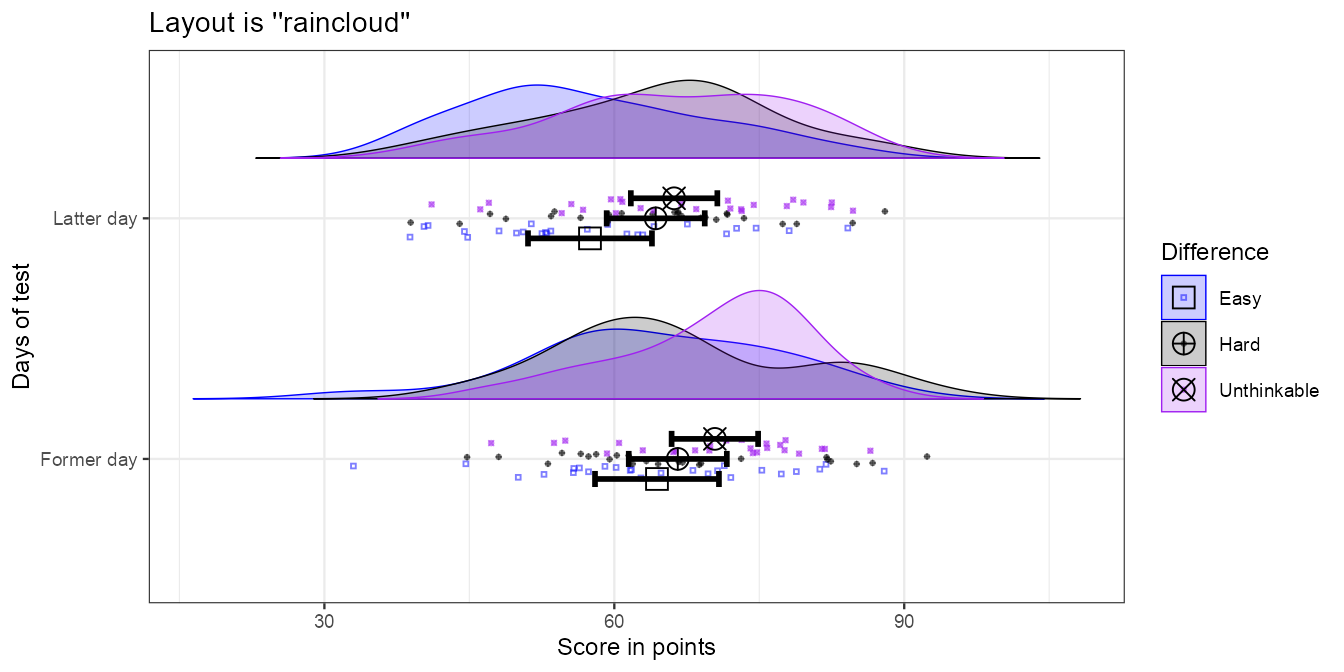 Layout is ''raincloud''
Latter day
Former day
Days of test
30
60
90
Score in points
Difference
Easy
Hard
Unthinkable